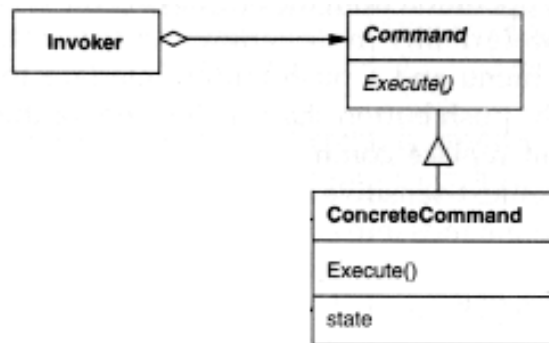 Invoker
Command
Execute()
ConcreteCommand
Execute()
state